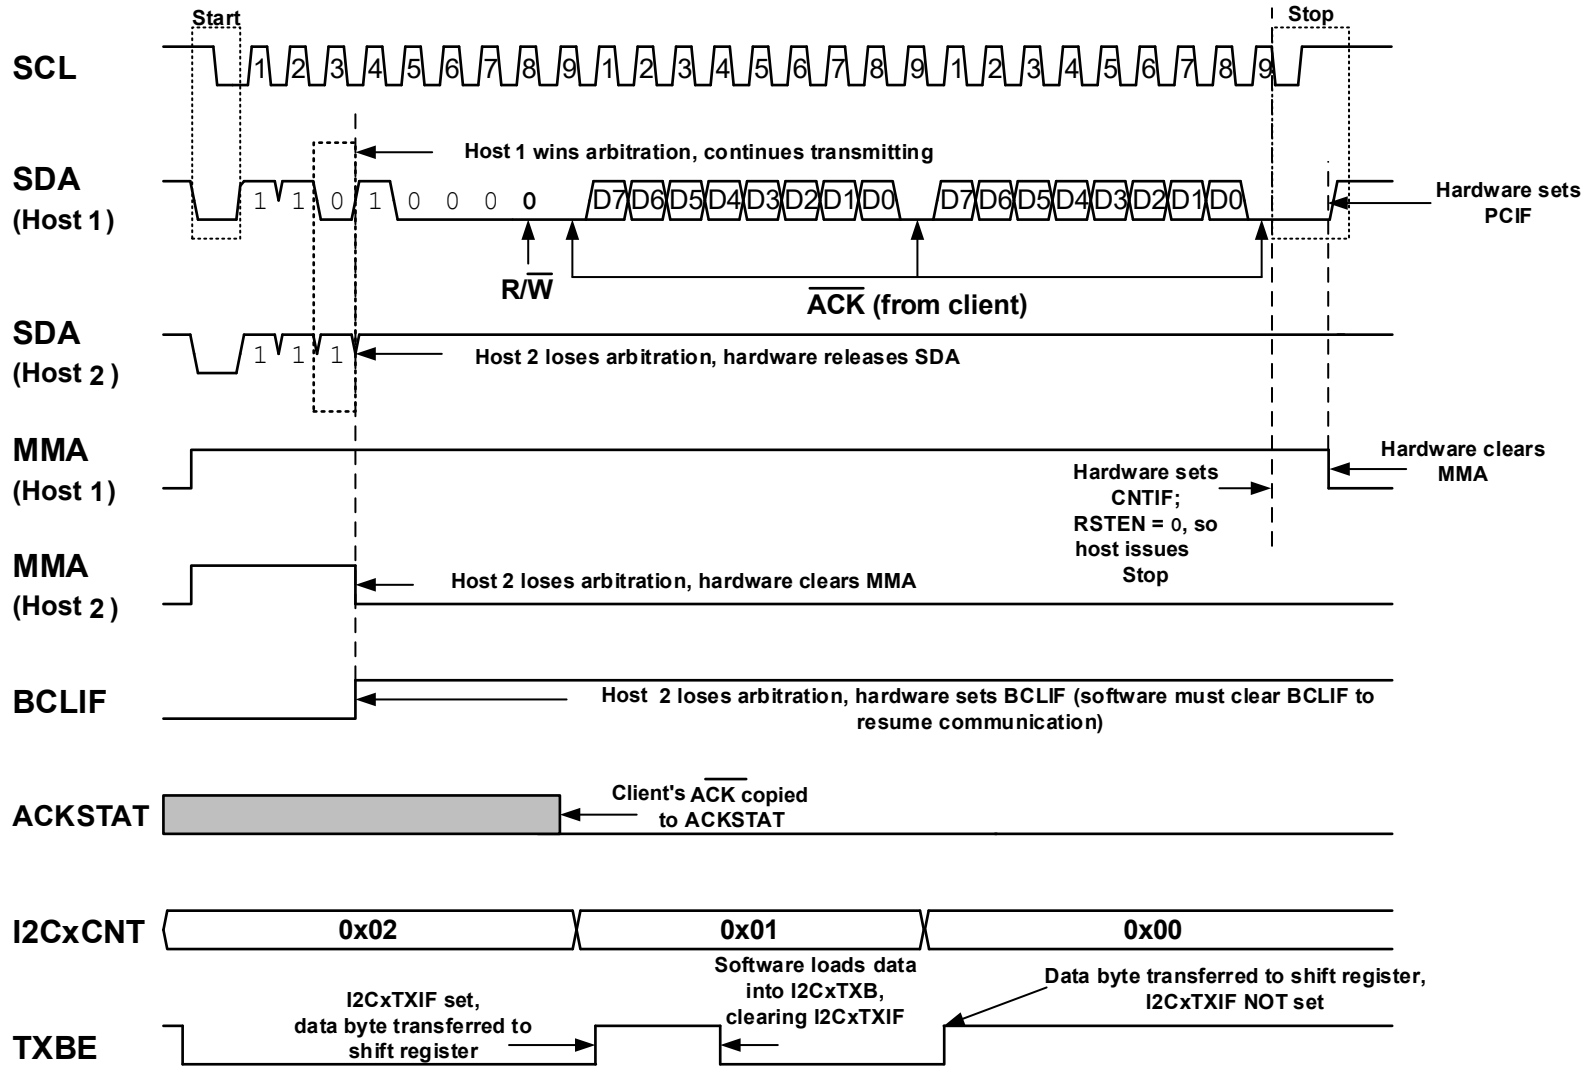 Start
Stop
SCL
1 2 3 4 5 6 7 8 9 1 2 3 4 5 6 7 8 9 1 2 3 4 5 6 7 8 9
Host 1 wins arbitration, continues transmitting
SDA
(Host 1)
1 1 0 1 0 0 0 0 D7 D6 D5 D4 D3 D2 D1 D0 D7 D6 D5 D4 D3 D2 D1 D0
Hardware sets
PCIF
R/W
ACK (from client)
SDA
(Host 2)
1 1 1
Host 2 loses arbitration, hardware releases SDA
MMA
(Host 1)
Hardware sets
CNTIF;
RSTEN = 0, so
host issues
Stop
Hardware clears
MMA
MMA
(Host 2)
Host 2 loses arbitration, hardware clears MMA
BCLIF
Host 2 loses arbitration, hardware sets BCLIF (software must clear BCLIF to
resume communication)
ACKSTAT
Client's ACK copied
to ACKSTAT
I2CxCNT
0x02 0x01 0x00
TXBE
I2CxTXIF set,
data byte transferred to
shift register
Software loads data
into I2CxTXB,
clearing I2CxTXIF
Data byte transferred to shift register,
I2CxTXIF NOT set